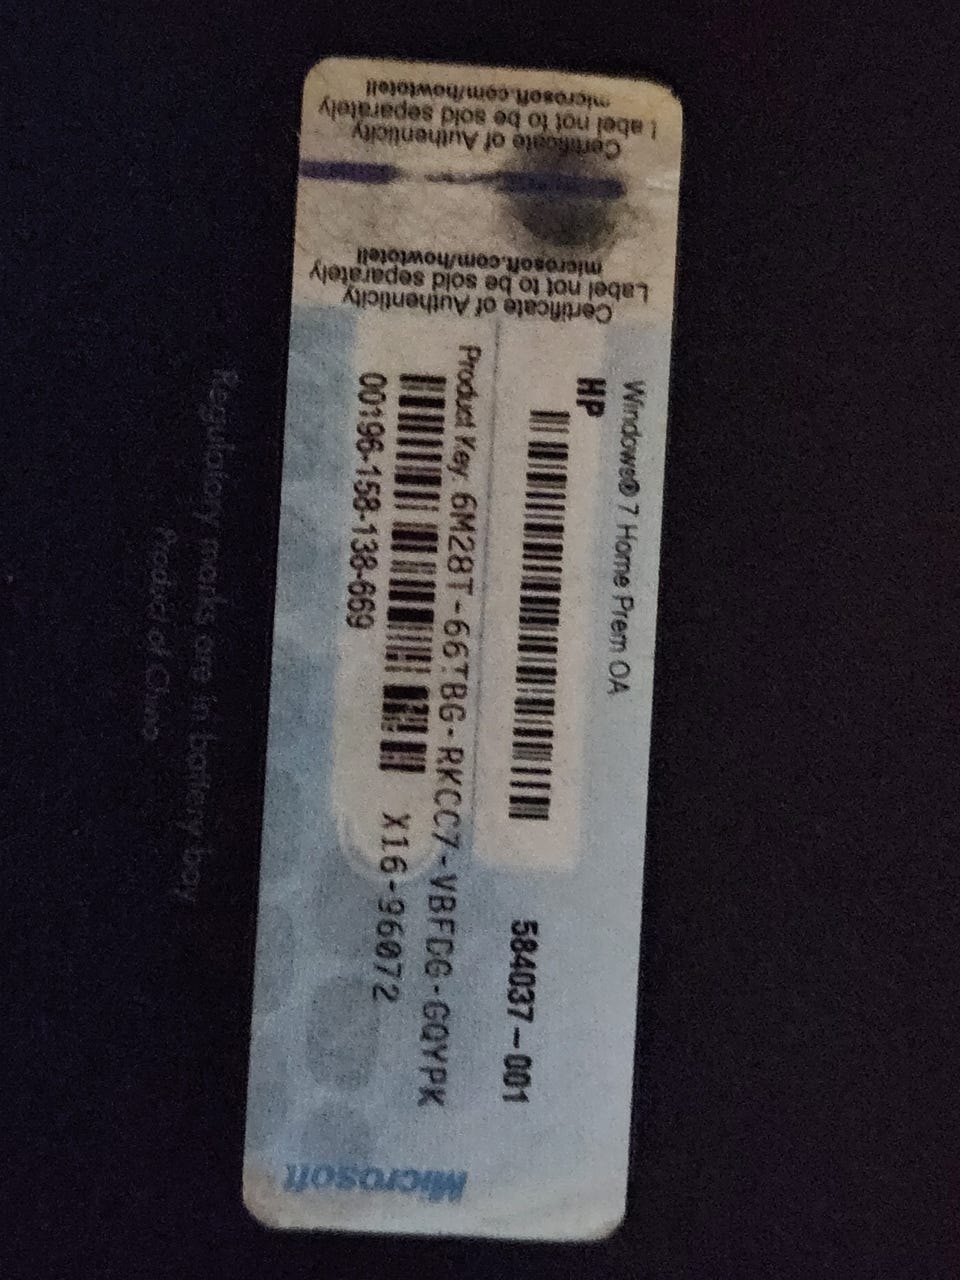 Certificate of Authenticity
Label not to be sold separately
microsoft.com/howtotell
Certificate of Authenticity
Label not to be sold separately
microsoft.com/howtotell
Windows® 7 Home Prem OA
HP
584037-001
Product Key: 6M28T-66TBG-RKCC7-VBFDG-GQYPK
X16-96072
00196-158-138-669
Microsoft
Regulatory marks are in battery bay
Product of China